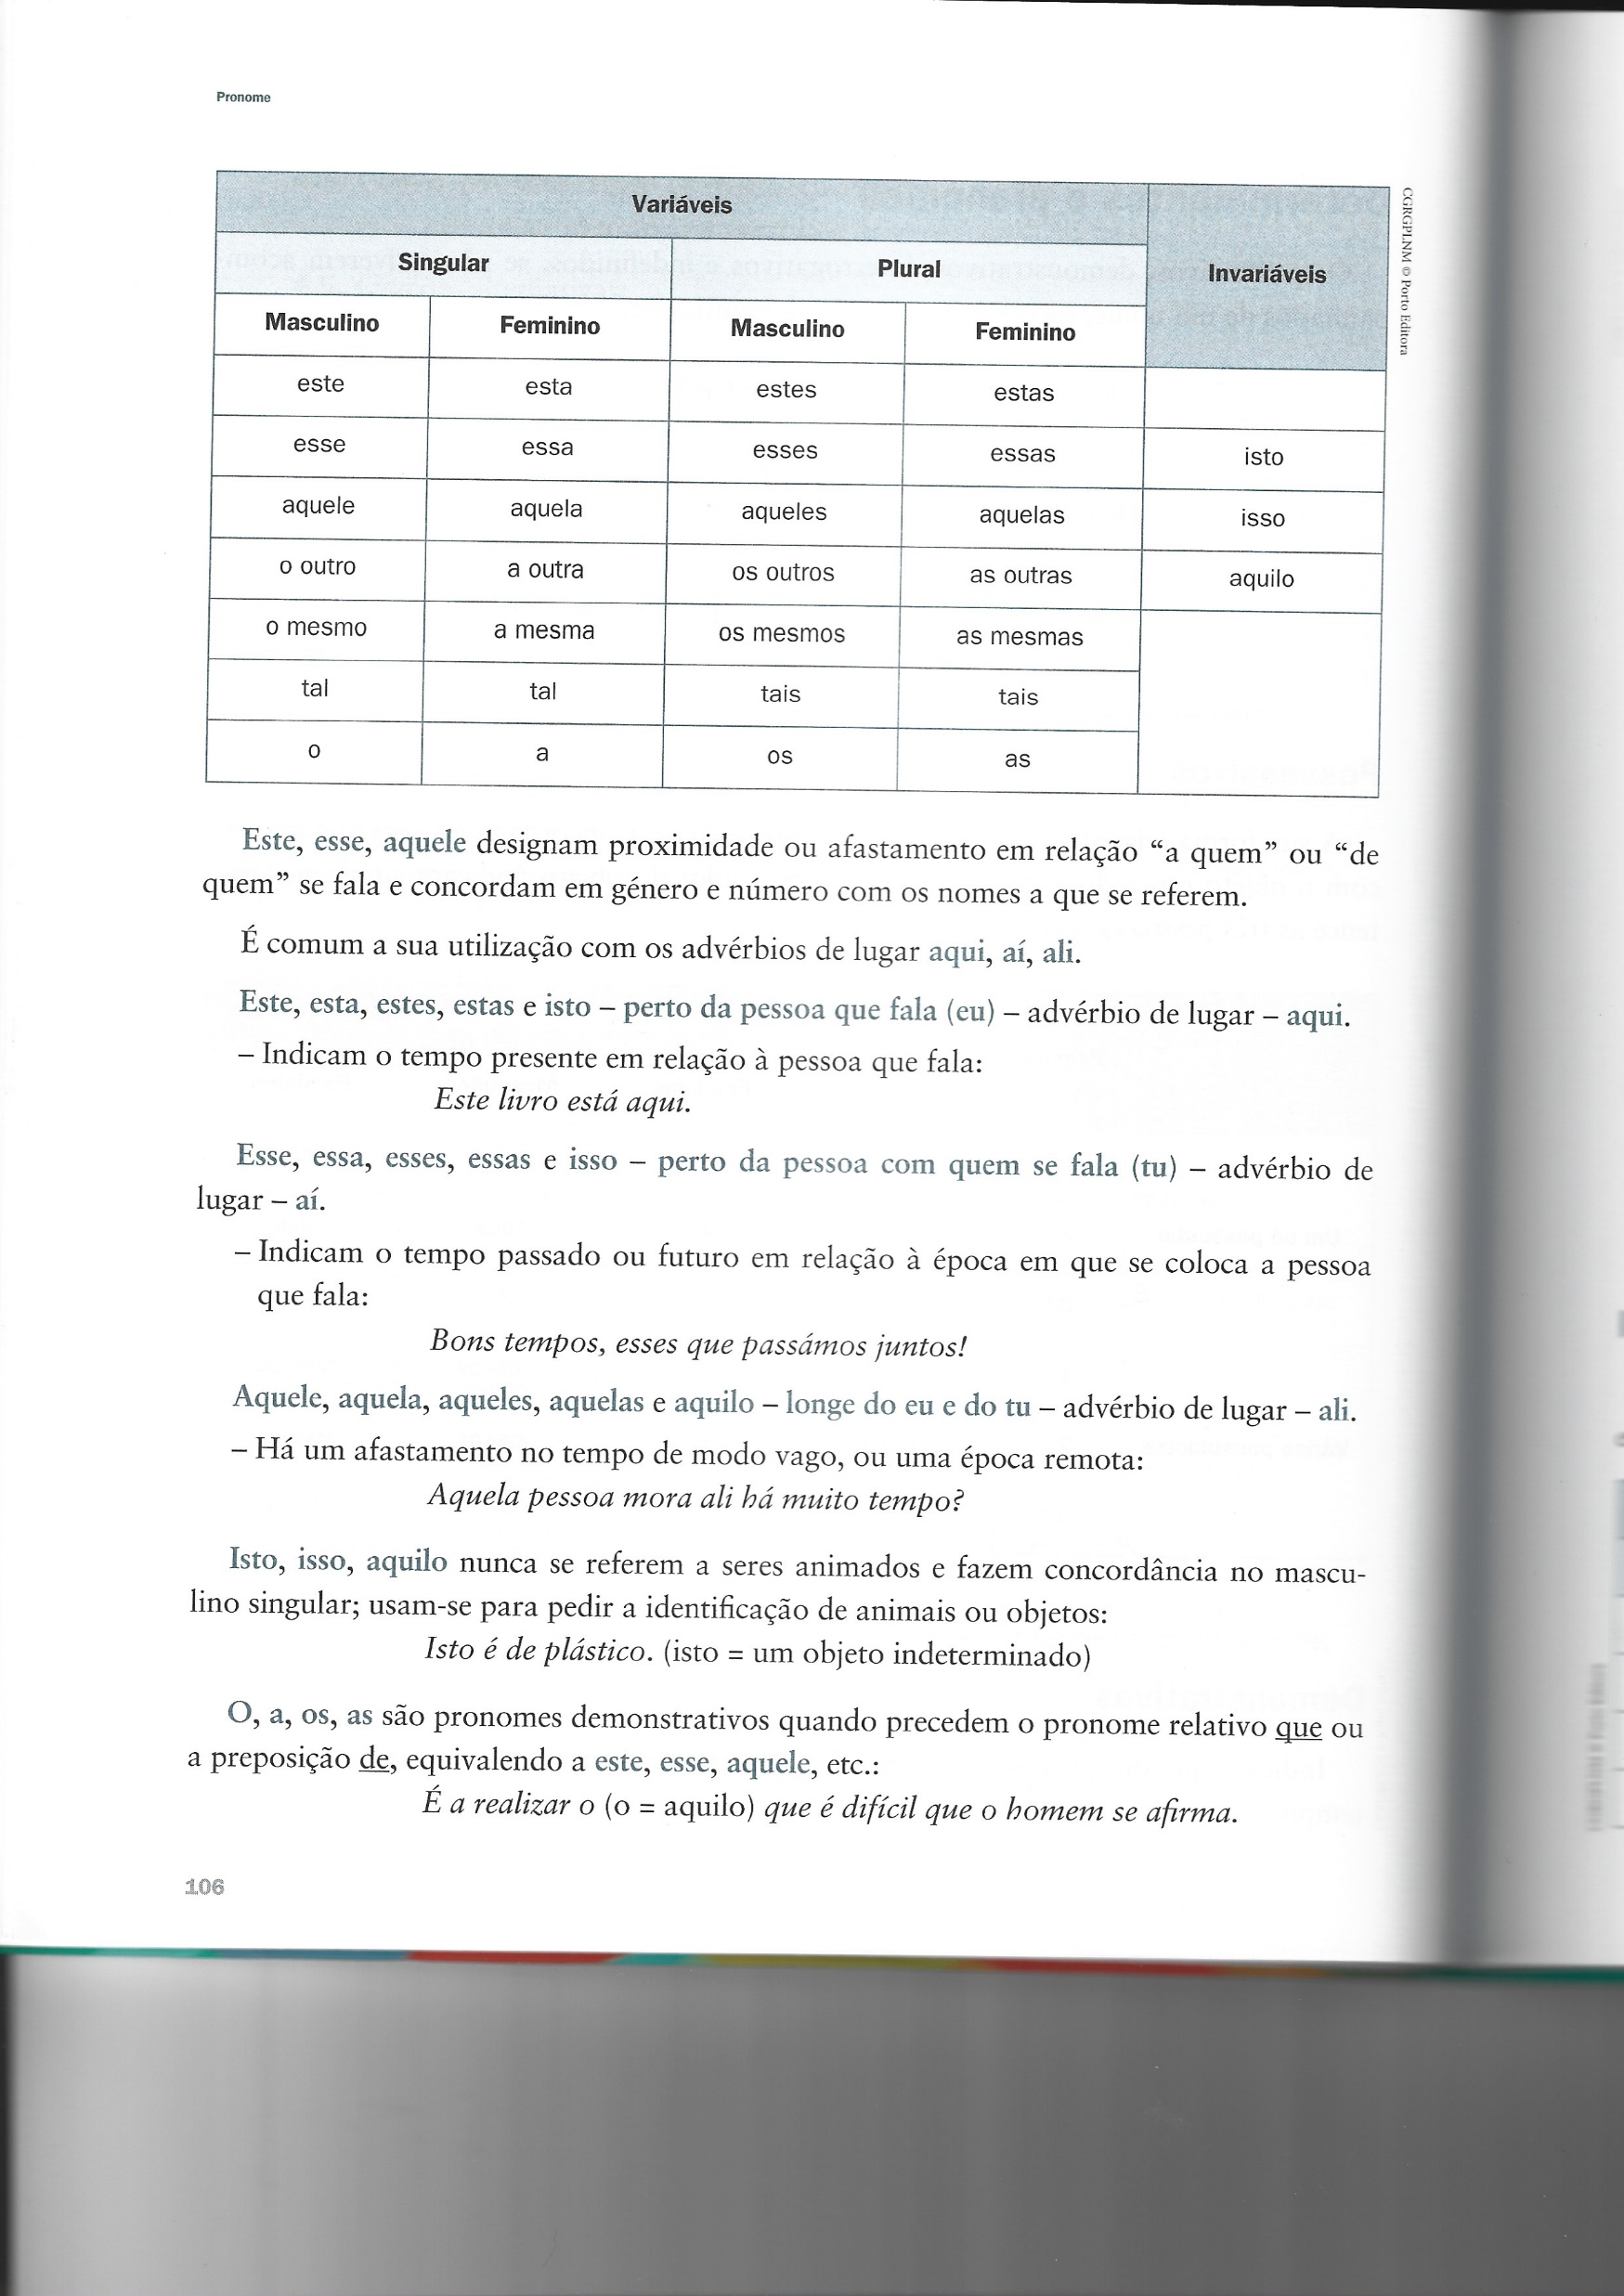 Pronome
Variáveis
Invariáveis
Singular
Plural
Masculino Feminino Masculino Feminino
este esta estes estas
esse essa esses essas isto
aquele aquela aqueles aquelas isso
o outro a outra os outros as outras aquilo
o mesmo a mesma os mesmos as mesmas
tal tal tais tais
o a os as
CGRGPLNM © Porto Editora
Este, esse, aquele designam proximidade ou afastamento em relação “a quem” ou “de
quem” se fala e concordam em género e número com os nomes a que se referem.
É comum a sua utilização com os advérbios de lugar aqui, aí, ali.
Este, esta, estes, estas e isto – perto da pessoa que fala (eu) – advérbio de lugar – aqui.
– Indicam o tempo presente em relação à pessoa que fala:
Este livro está aqui.
Esse, essa, esses, essas e isso – perto da pessoa com quem se fala (tu) – advérbio de
lugar – aí.
– Indicam o tempo passado ou futuro em relação à época em que se coloca a pessoa
que fala:
Bons tempos, esses que passámos juntos!
Aquele, aquela, aqueles, aquelas e aquilo – longe do eu e do tu – advérbio de lugar – ali.
– Há um afastamento no tempo de modo vago, ou uma época remota:
Aquela pessoa mora ali há muito tempo?
Isto, isso, aquilo nunca se referem a seres animados e fazem concordância no mascu-
lino singular; usam-se para pedir a identificação de animais ou objetos:
Isto é de plástico. (isto = um objeto indeterminado)
O, a, os, as são pronomes demonstrativos quando precedem o pronome relativo que ou
a preposição de, equivalendo a este, esse, aquele, etc.:
É a realizar o (o = aquilo) que é difícil que o homem se afirma.
106